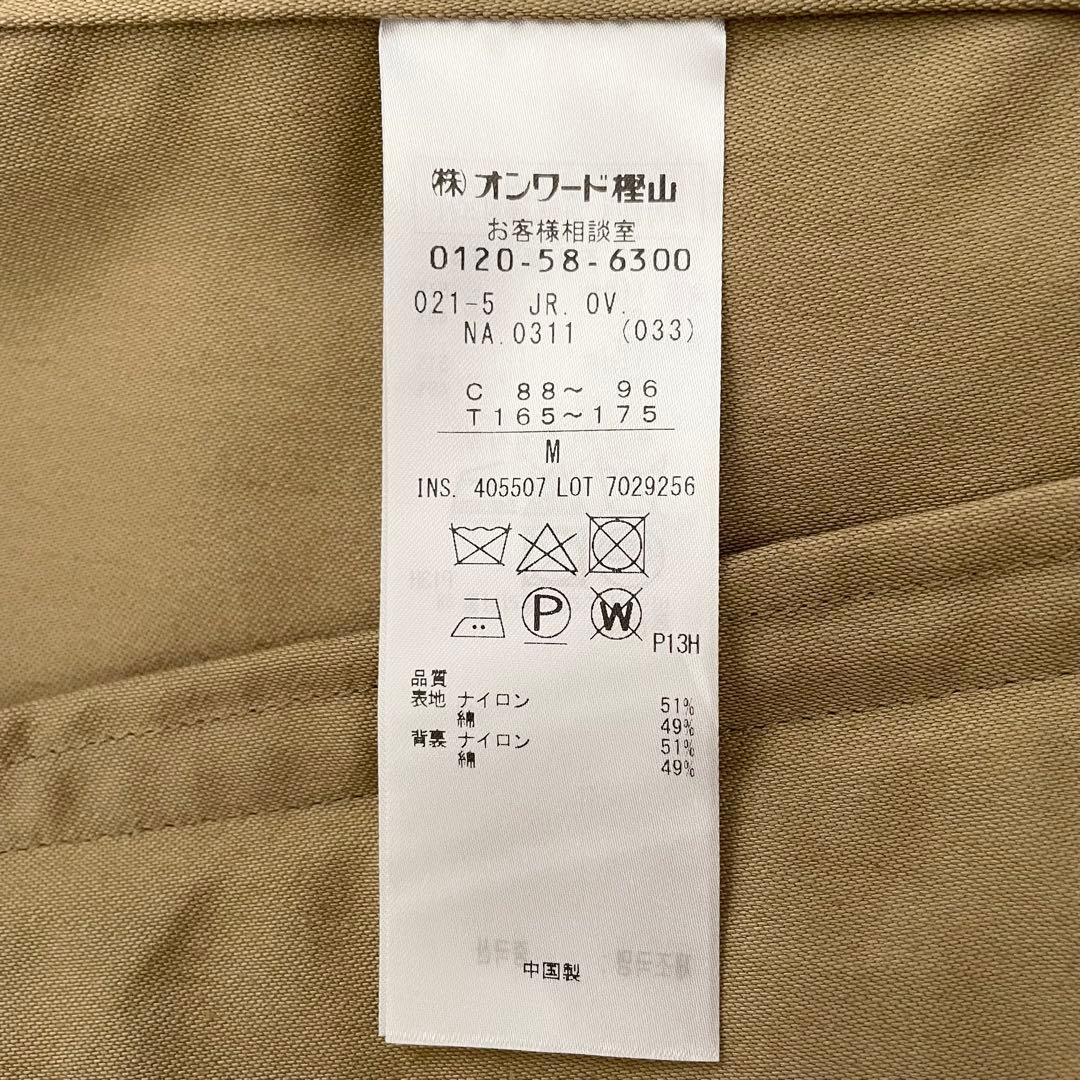 (株)オンワード樫山
お客様相談室
0120-58-6300
021-5 JR. OV.
NA.0311 (033)
C 88～ 96
T165～175
M
INS. 405507 LOT 7029256
P W
P13H
品質
表地 ナイロン 51%
綿 49%
背裏 ナイロン 51%
綿 49%
中国製